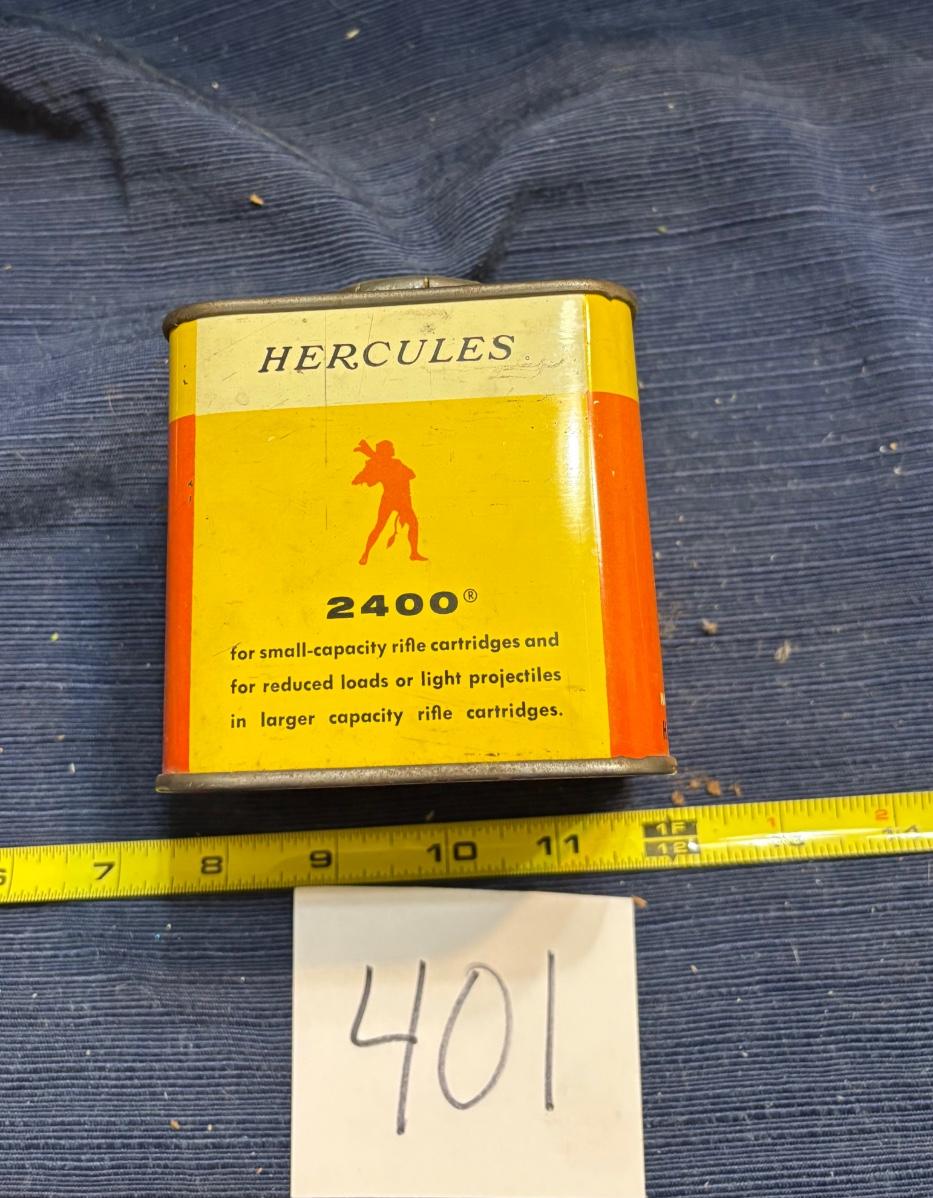 HERCULES
2400®
for small-capacity rifle cartridges and
for reduced loads or light projectiles
in larger capacity rifle cartridges.
7 8 9 10 11 1F 1 2
12
401